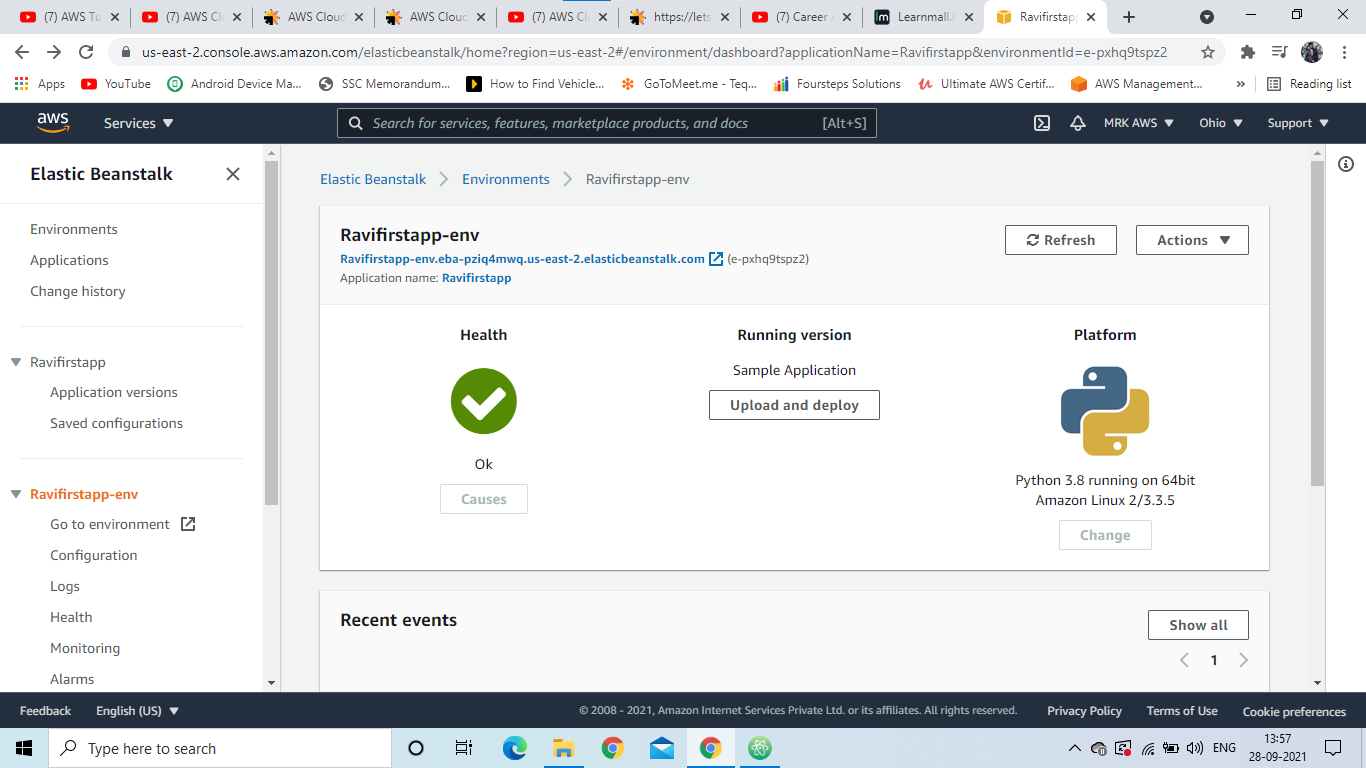 (7) AWS Tu
(7) AWS Cl
AWS Cloud
AWS Cloud
(7) AWS Cl
https://lets
(7) Career
Learnmall.i
Ravifirstapp
us-east-2.console.aws.amazon.com/elasticbeanstalk/home?region=us-east-2#/environment/dashboard?applicationName=Ravifirstapp&environmentId=e-pxhq9tspz2
Apps
YouTube
Android Device Ma...
SSC Memorandum...
How to Find Vehicle...
GoToMeet.me - Teq...
Foursteps Solutions
Ultimate AWS Certif...
AWS Management...
»
Reading list
aws
Services
Search for services, features, marketplace products, and docs
[Alt+S]
MRK AWS
Ohio
Support
Elastic Beanstalk
Environments
Applications
Change history
Ravifirstapp
Application versions
Saved configurations
Ravifirstapp-env
Go to environment
Configuration
Logs
Health
Monitoring
Alarms
Elastic Beanstalk
Environments
Ravifirstapp-env
Ravifirstapp-env
Refresh
Actions
Ravifirstapp-env.eba-pziq4mwq.us-east-2.elasticbeanstalk.com (e-pxhq9tspz2)
Application name: Ravifirstapp
Health
Ok
Causes
Running version
Sample Application
Upload and deploy
Platform
Python 3.8 running on 64bit
Amazon Linux 2/3.3.5
Change
Recent events
Show all
1
Feedback
English (US)
© 2008 - 2021, Amazon Internet Services Private Ltd. or its affiliates. All rights reserved.
Privacy Policy
Terms of Use
Cookie preferences
Type here to search
ENG
13:57
28-09-2021